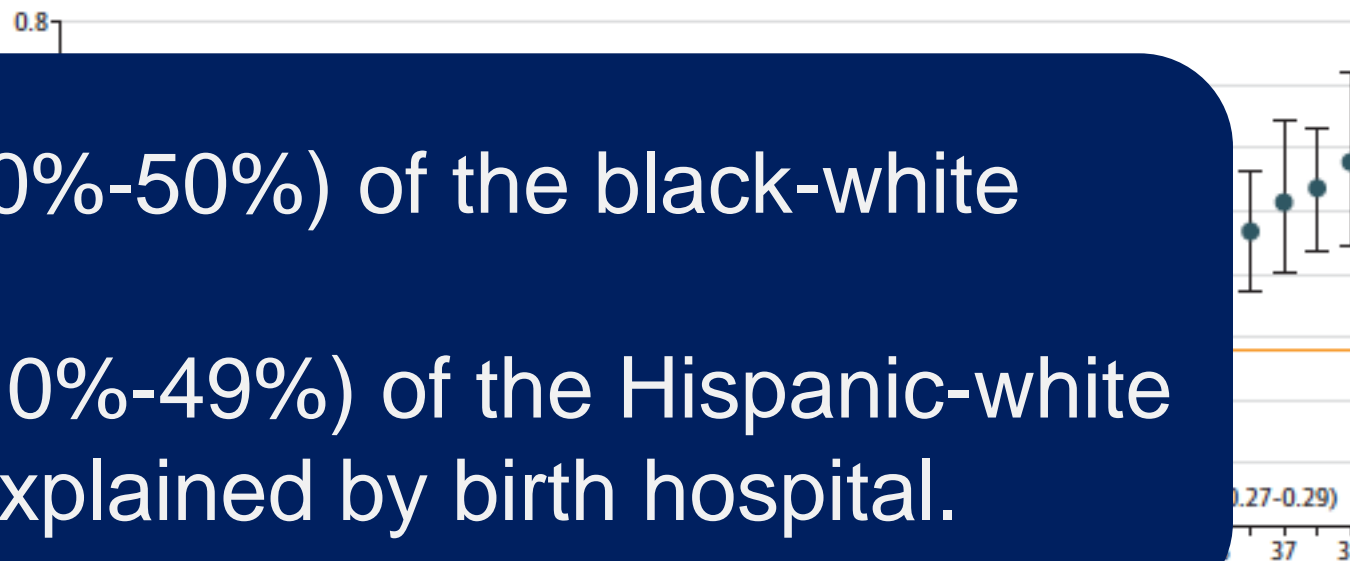 0.8
0%-50%) of the black-white
0%-49%) of the Hispanic-white
xplained by birth hospital.
.27-0.29)
37
3